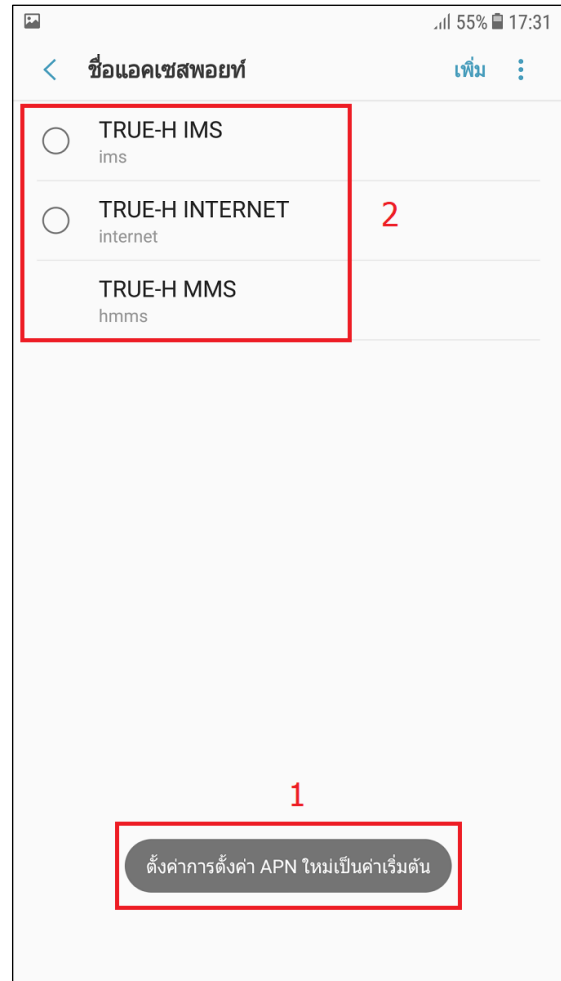 55% 17:31
ชื่อแอคเซสพอยท์ เพิ่ม
TRUE-H IMS
ims
TRUE-H INTERNET
internet
2
TRUE-H MMS
hmms
1
ตั้งค่าการตั้งค่า APN ใหม่เป็นค่าเริ่มต้น